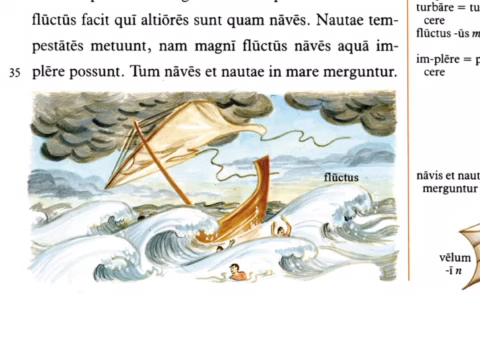 flūctūs facit quī altiōrēs sunt quam nāvēs. Nautae tem-
pestātēs metuunt, nam magnī flūctūs nāvēs aquā im-
35 plēre possunt. Tum nāvēs et nautae in mare merguntur.
flūctus
turbāre = tu
cere
flūctus -ūs m
im-plēre = p
cere
nāvis et naut
merguntur
vēlum
-ī n